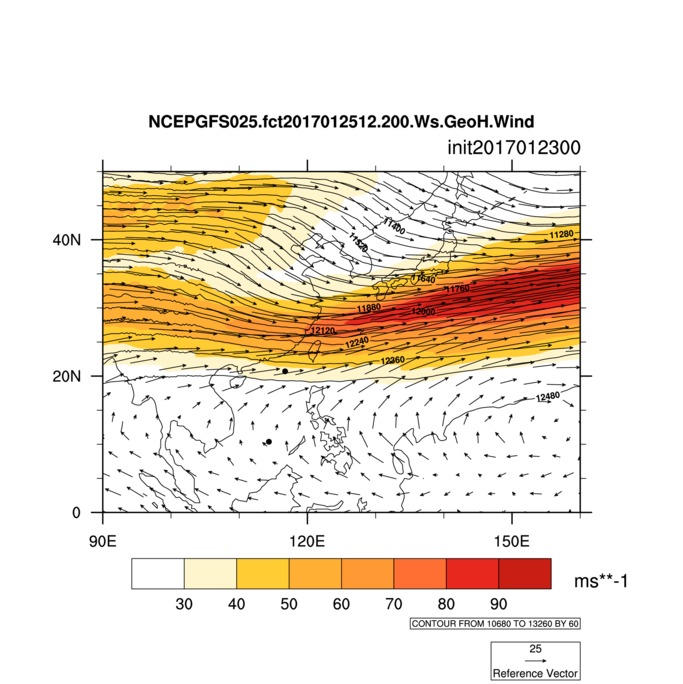 NCEPGFS025.fct2017012512.200.Ws.GeoH.Wind
init2017012300
40N
20N
0
90E 120E 150E
11400
11520
11280
11640
11760
11880
12000
12120
12240
12360
12480
30 40 50 60 70 80 90
ms**-1
CONTOUR FROM 10680 TO 13260 BY 60
25
Reference Vector